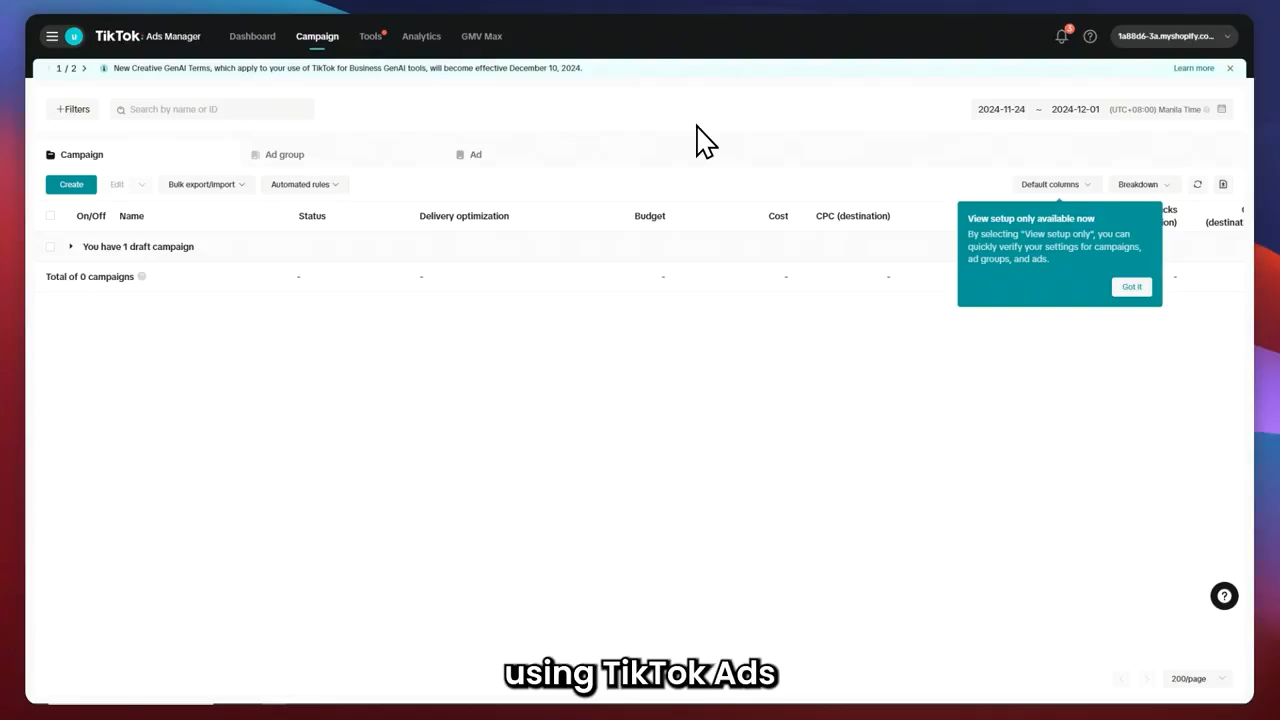 u TikTok: Ads Manager Dashboard Campaign Tools Analytics GMV Max 3 1a88d6-3a.myshopify.co...
1 / 2 New Creative GenAI Terms, which apply to your use of TikTok for Business GenAI tools, will become effective December 10, 2024. Learn more
+Filters Search by name or ID 2024-11-24 ~ 2024-12-01 (UTC+08:00) Manila Time
Campaign Ad group Ad
Create Edit Bulk export/import Automated rules Default columns Breakdown
On/Off Name Status Delivery optimization Budget Cost CPC (destination)
View setup only available now
By selecting "View setup only", you can
quickly verify your settings for campaigns,
ad groups, and ads.
Got it
You have 1 draft campaign
Total of 0 campaigns - - - - - -
using TikTok Ads
200/page